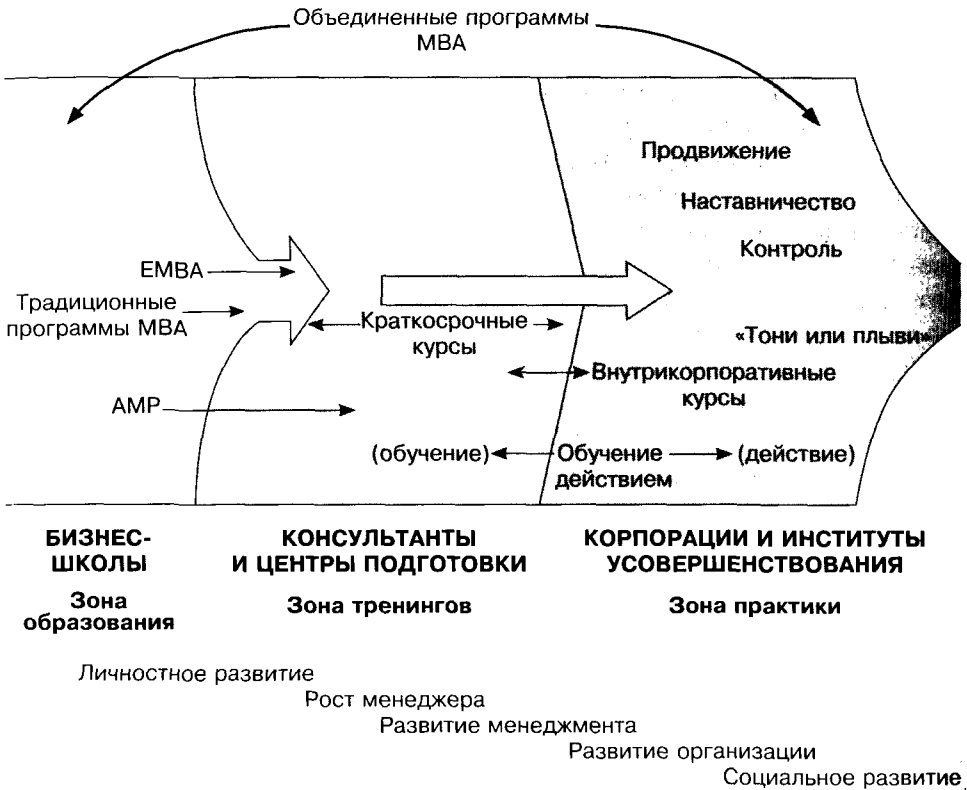 Объединенные программы
МВА
Продвижение
Наставничество
Контроль
ЕМВА
Традиционные
программы МВА
Краткосрочные
курсы
«Тони или плыви»
Внутрикорпоративные
курсы
АМР
(обучение)
Обучение
действием
(действие)
БИЗНЕС-
ШКОЛЫ
КОНСУЛЬТАНТЫ
И ЦЕНТРЫ ПОДГОТОВКИ
КОРПОРАЦИИ И ИНСТИТУТЫ
УСОВЕРШЕНСТВОВАНИЯ
Зона
образования
Зона тренингов
Зона практики
Личностное развитие
Рост менеджера
Развитие менеджмента
Развитие организации
Социальное развитие